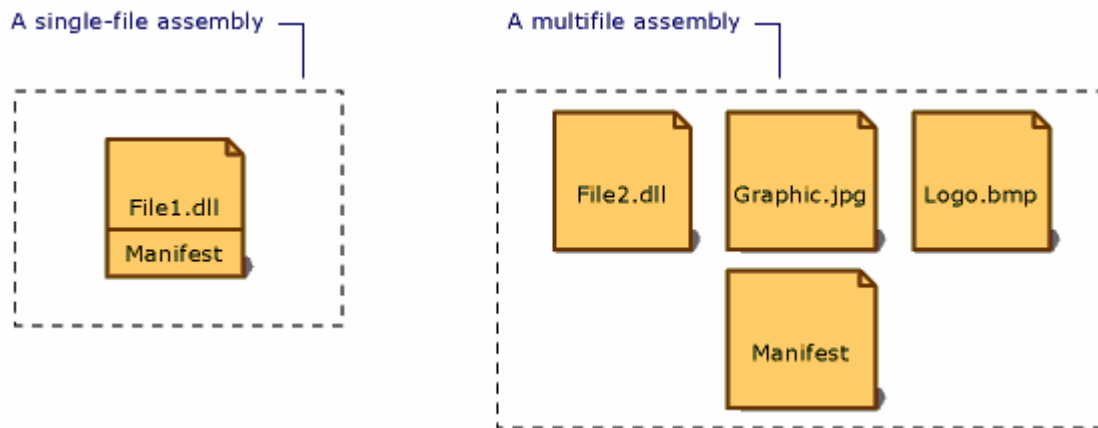 A single-file assembly
A multifile assembly
File1.dll
Manifest
File2.dll
Graphic.jpg
Logo.bmp
Manifest